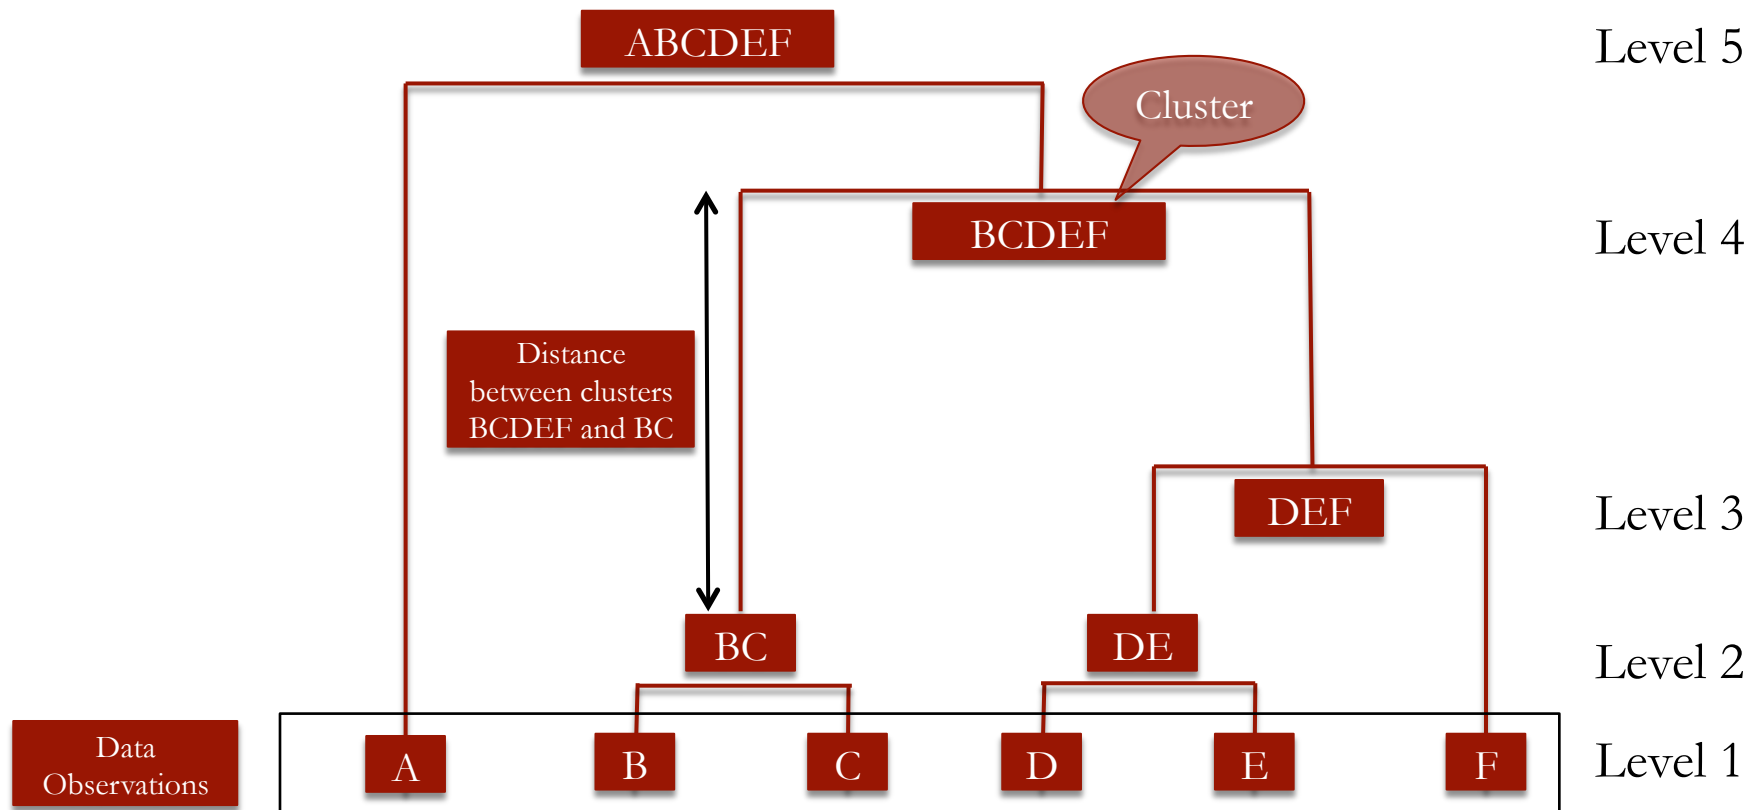 ABCDEF
Level 5
Cluster
BCDEF
Level 4
Distance
between clusters
BCDEF and BC
DEF
Level 3
BC
DE
Level 2
Data
Observations
A
B
C
D
E
F
Level 1